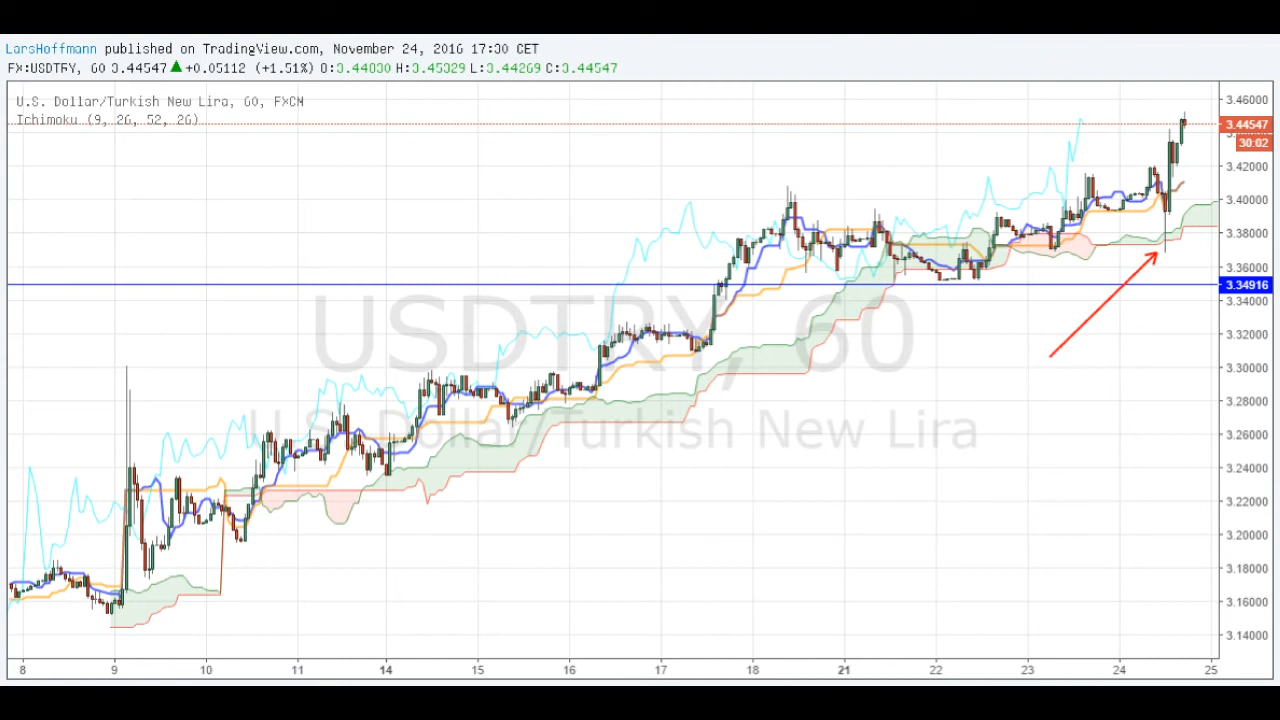 LarsHoffmann published on TradingView.com, November 24, 2016 17:30 CET
FX:USDTRY, 60 3.44547 ▲ +0.05112 (+1.51%) O:3.44030 H:3.45029 L:3.44269 C:3.44547
U.S. Dollar/Turkish New Lira, 60, FXCM
Ichimoku (9, 26, 52, 26)
3.46000
3.44547
30:02
3.42000
3.40000
3.38000
3.36000
3.34916
3.34000
3.32000
3.30000
3.28000
3.26000
3.24000
3.22000
3.20000
3.18000
3.16000
3.14000
USDTRY, 60
U.S. Dollar/Turkish New Lira
8 9 10 11 14 15 16 17 18 21 22 23 24 25